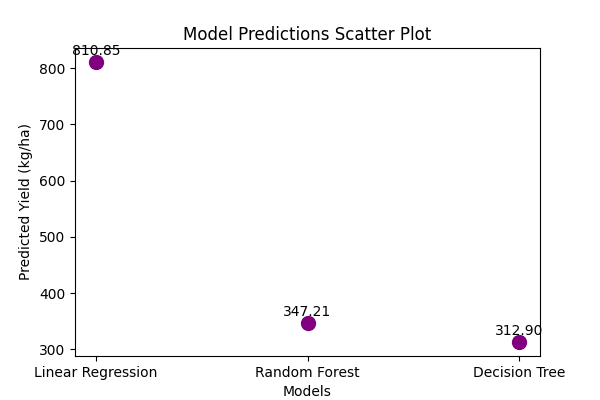 Model Predictions Scatter Plot
810.85
800
700
600
500
400
300
Predicted Yield (kg/ha)
347.21
312.90
Linear Regression
Random Forest
Decision Tree
Models